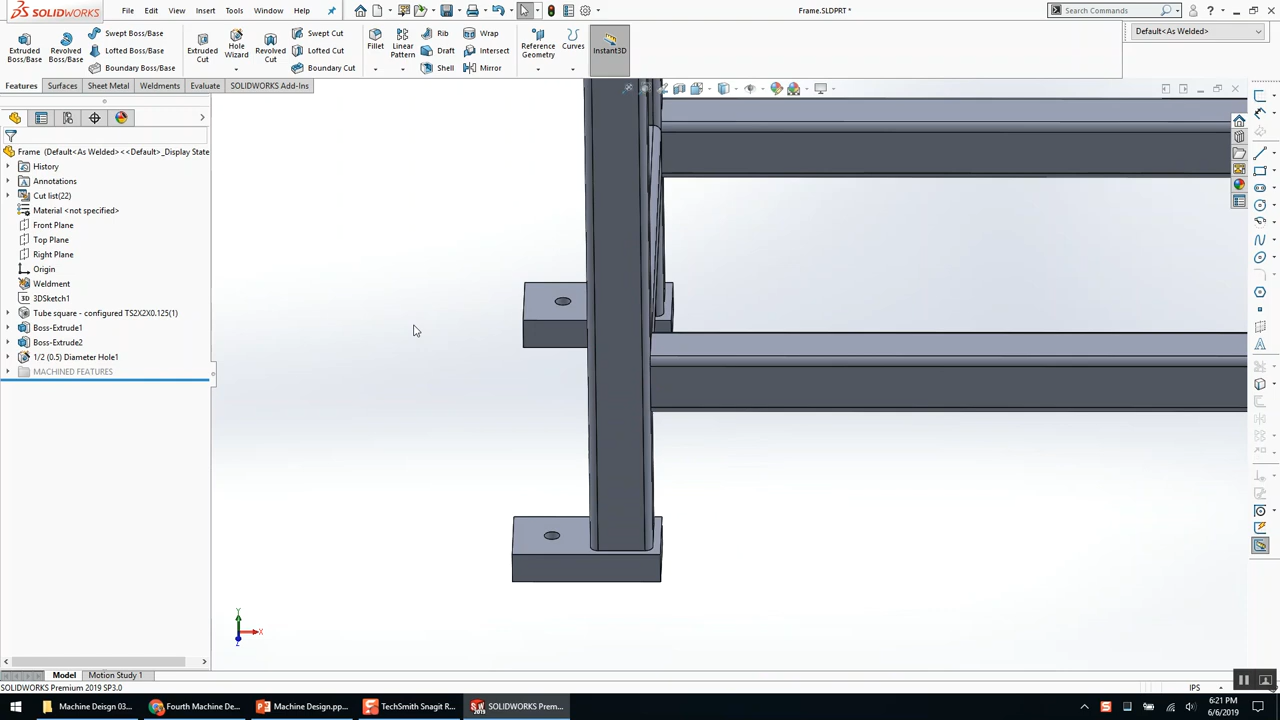 SOLIDWORKS File Edit View Insert Tools Window Help Frame.SLDPRT * Search Commands
Extruded Boss/Base
Revolved Boss/Base
Swept Boss/Base
Lofted Boss/Base
Boundary Boss/Base
Extruded Cut
Hole Wizard
Revolved Cut
Swept Cut
Lofted Cut
Boundary Cut
Fillet
Linear Pattern
Rib
Draft
Shell
Wrap
Intersect
Mirror
Reference Geometry
Curves
Instant3D
Default<As Welded>
Features Surfaces Sheet Metal Weldments Evaluate SOLIDWORKS Add-Ins
Frame (Default<As Welded><<Default>_Display State
History
Annotations
Cut list(22)
Material <not specified>
Front Plane
Top Plane
Right Plane
Origin
Weldment
3DSketch1
Tube square - configured TS2X2X0.125(1)
Boss-Extrude1
Boss-Extrude2
1/2 (0.5) Diameter Hole1
MACHINED FEATURES
Y
X
Z
Model Motion Study 1
SOLIDWORKS Premium 2019 SP3.0 IPS
Machine Deisgn 03...
Fourth Machine De...
Machine Design.pp...
TechSmith Snagit R...
SOLIDWORKS Prem...
6:21 PM
6/6/2019